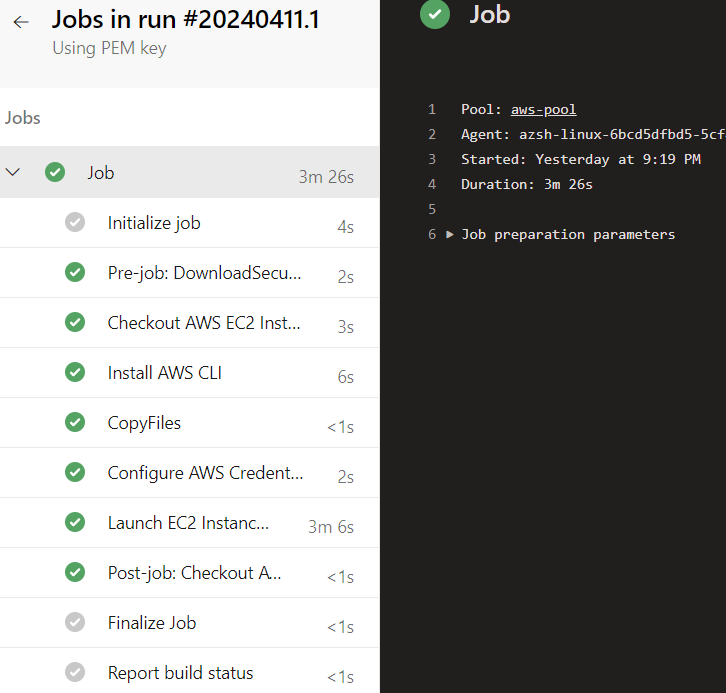 Jobs in run #20240411.1
Using PEM key
Jobs
Job 3m 26s
Initialize job 4s
Pre-job: DownloadSecu... 2s
Checkout AWS EC2 Inst... 3s
Install AWS CLI 6s
CopyFiles <1s
Configure AWS Credent... 2s
Launch EC2 Instanc... 3m 6s
Post-job: Checkout A... <1s
Finalize Job <1s
Report build status <1s
Job
1 Pool: aws-pool
2 Agent: azsh-linux-6bcd5dfbd5-5cf
3 Started: Yesterday at 9:19 PM
4 Duration: 3m 26s
5
6 Job preparation parameters